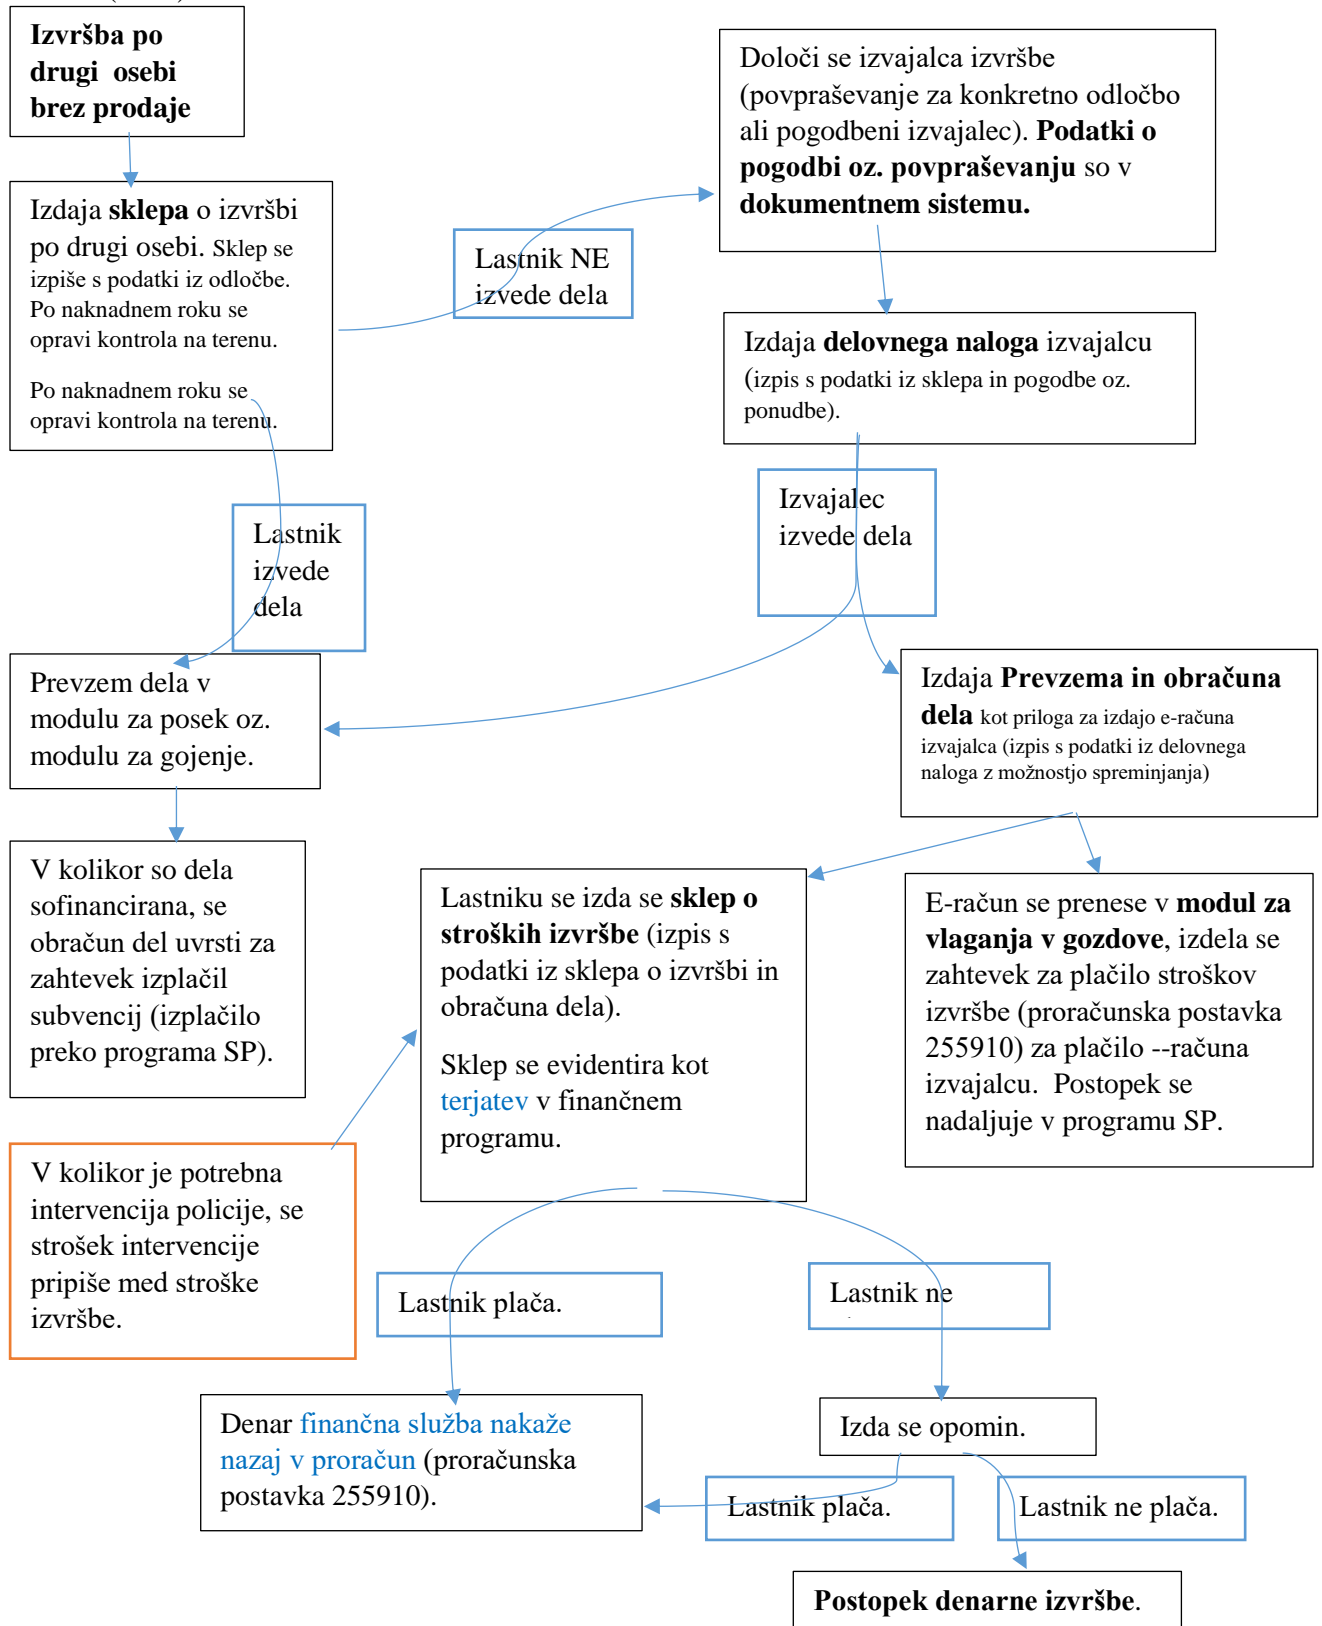 Izvršba po
drugi osebi
brez prodaje
Izdaja sklepa o izvršbi
po drugi osebi. Sklep se
izpiše s podatki iz odločbe.
Po naknadnem roku se
opravi kontrola na terenu.
Po naknadnem roku se
opravi kontrola na terenu.
Lastnik NE
izvede dela
Določi se izvajalca izvršbe
(povpraševanje za konkretno odločbo
ali pogodbeni izvajalec). Podatki o
pogodbi oz. povpraševanju so v
dokumentnem sistemu.
Izdaja delovnega naloga izvajalcu
(izpis s podatki iz sklepa in pogodbe oz.
ponudbe).
Lastnik
izvede
dela
Izvajalec
izvede dela
Prevzem dela v
modulu za posek oz.
modulu za gojenje.
Izdaja Prevzema in obračuna
dela kot priloga za izdajo e-računa
izvajalca (izpis s podatki iz delovnega
naloga z možnostjo spreminjanja)
V kolikor so dela
sofinancirana, se
obračun del uvrsti za
zahtevek izplačil
subvencij (izplačilo
preko programa SP).
Lastniku se izda se sklep o
stroških izvršbe (izpis s
podatki iz sklepa o izvršbi in
obračuna dela).
Sklep se evidentira kot
terjatev v finančnem
programu.
E-račun se prenese v modul za
vlaganja v gozdove, izdela se
zahtevek za plačilo stroškov
izvršbe (proračunska postavka
255910) za plačilo --računa
izvajalcu. Postopek se
nadaljuje v programu SP.
V kolikor je potrebna
intervencija policije, se
strošek intervencije
pripiše med stroške
izvršbe.
Lastnik plača.
Lastnik ne
Denar finančna služba nakaže
nazaj v proračun (proračunska
postavka 255910).
Izda se opomin.
Lastnik plača.
Lastnik ne plača.
Postopek denarne izvršbe.